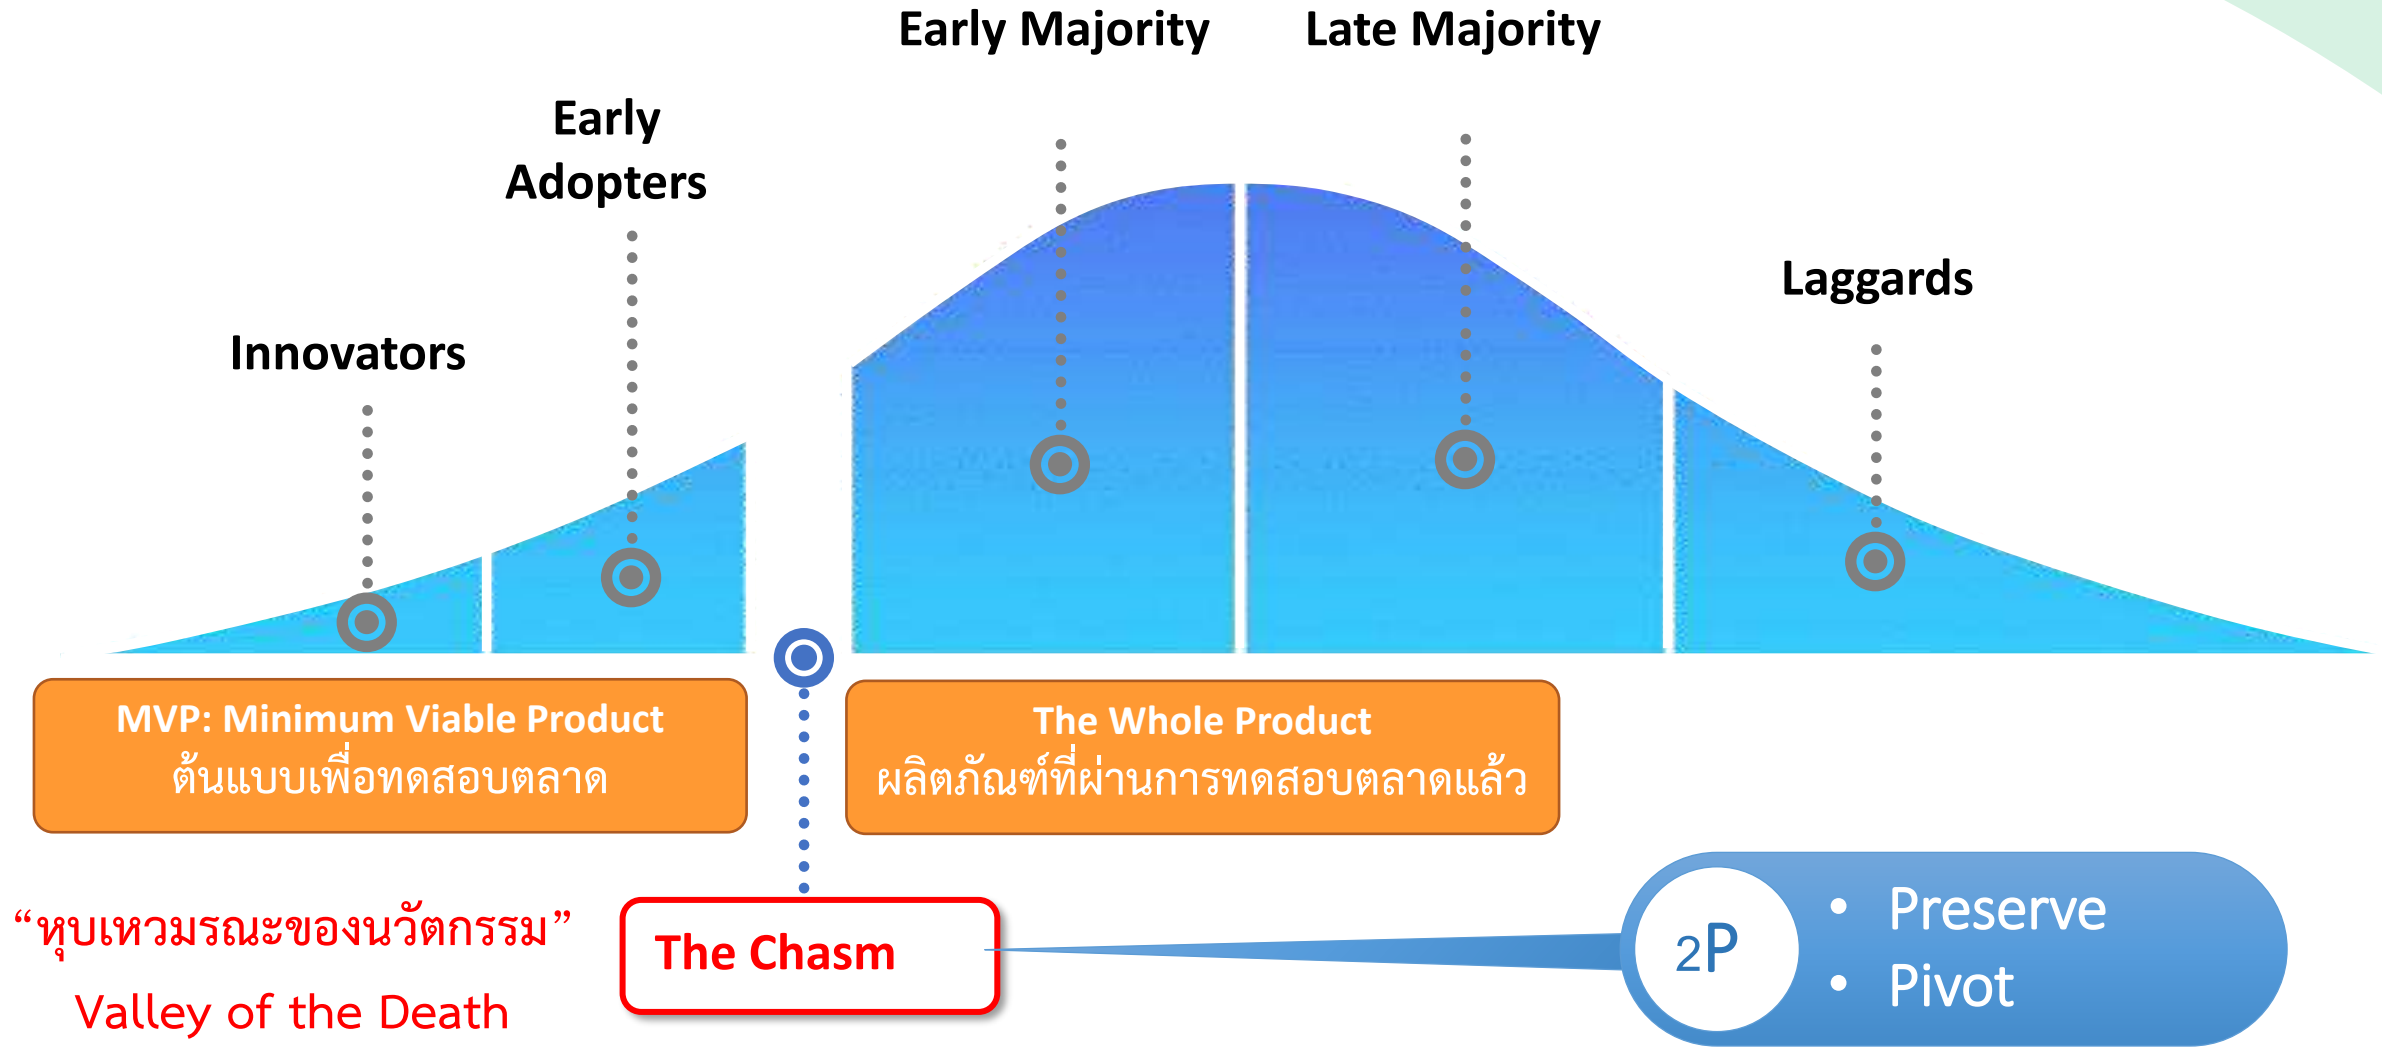 Early Majority
Late Majority
Early
Adopters
Laggards
Innovators
MVP: Minimum Viable Product
ต้นแบบเพื่อทดสอบตลาด
The Whole Product
ผลิตภัณฑ์ที่ผ่านการทดสอบตลาดแล้ว
“หุบเหวมรณะของนวัตกรรม”
Valley of the Death
The Chasm
2P
• Preserve
• Pivot